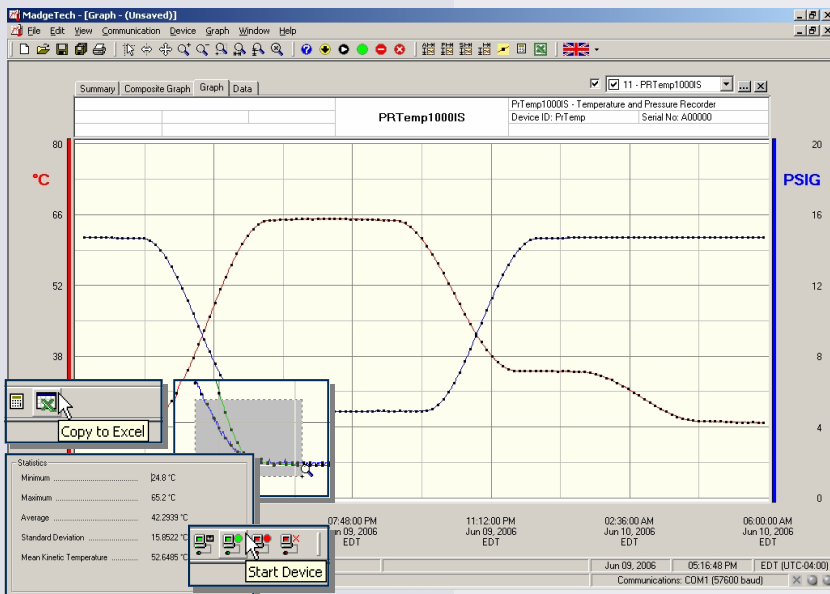 MadgeTech - [Graph - (Unsaved)]
File Edit View Communication Device Graph Window Help
Summary Composite Graph Graph Data
11 - PRTemp1000IS
PRTemp1000IS
PrTemp1000IS - Temperature and Pressure Recorder
Device ID: PrTemp Serial No: A00000
80 20
°C PSIG
66 16
52 12
38 8
4
0
Copy to Excel
Statistics
Minimum 24.8 °C
Maximum 65.2 °C
Average 42.2939 °C
Standard Deviation 15.8522 °C
Mean Kinetic Temperature 52.6485 °C
Start Device
07:48:00 PM 11:12:00 PM 02:36:00 AM 06:00:00 AM
n 09, 2006 Jun 09, 2006 Jun 10, 2006 Jun 10, 2006
EDT EDT EDT EDT
Jun 09, 2006 05:16:48 PM EDT (UTC-04:00)
Communications: COM1 (57600 baud)